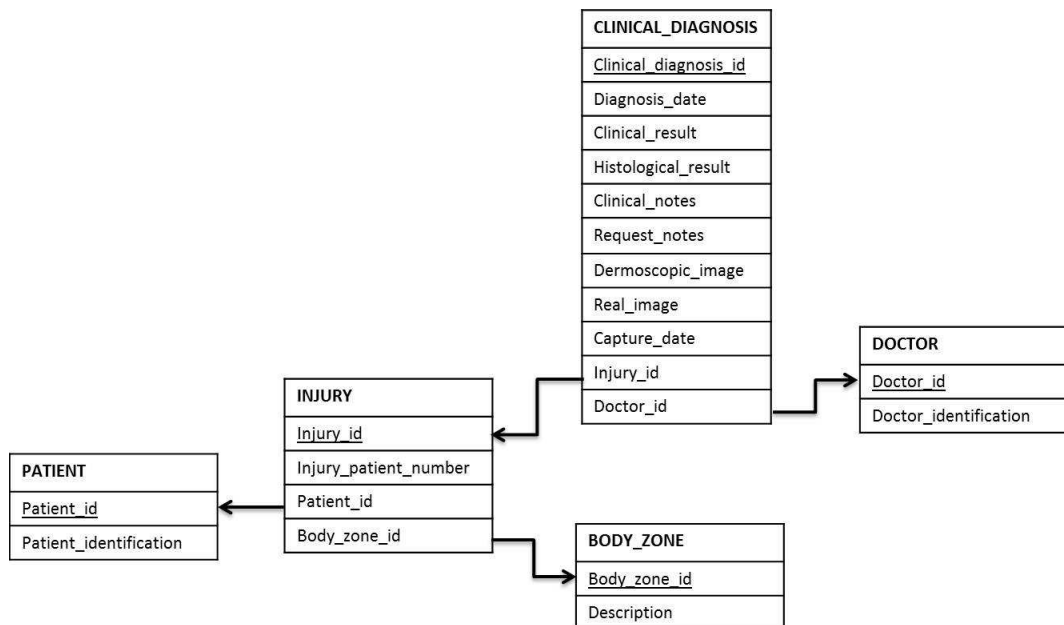 CLINICAL_DIAGNOSIS
Clinical_diagnosis_id
Diagnosis_date
Clinical_result
Histological_result
Clinical_notes
Request_notes
Dermoscopic_image
Real_image
Capture_date
Injury_id
Doctor_id
DOCTOR
Doctor_id
Doctor_identification
INJURY
Injury_id
Injury_patient_number
Patient_id
Body_zone_id
PATIENT
Patient_id
Patient_identification
BODY_ZONE
Body_zone_id
Description